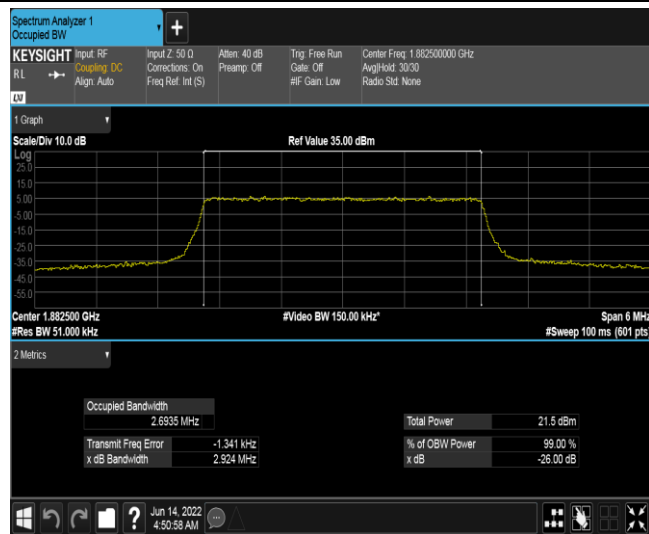 Spectrum Analyzer 1
Occupied BW
+
KEYSIGHT
RL
LXI
Input: RF
Coupling: DC
Align: Auto
Input Z: 50 Ω
Corrections: On
Freq Ref: Int (S)
Atten: 40 dB
Preamp: Off
Trig: Free Run
Gate: Off
#IF Gain: Low
Center Freq: 1.882500000 GHz
Avg|Hold: 30/30
Radio Std: None
1 Graph
Scale/Div 10.0 dB
Ref Value 35.00 dBm
Log
25.0
15.0
5.00
-5.00
-15.0
-25.0
-35.0
-45.0
-55.0
Center 1.882500 GHz
#Video BW 150.00 kHz*
Span 6 MHz
#Res BW 51.000 kHz
#Sweep 100 ms (601 pts)
2 Metrics
Occupied Bandwidth
2.6935 MHz
Total Power 21.5 dBm
Transmit Freq Error -1.341 kHz
% of OBW Power 99.00 %
x dB Bandwidth 2.924 MHz
x dB -26.00 dB
?
Jun 14, 2022
4:50:58 AM